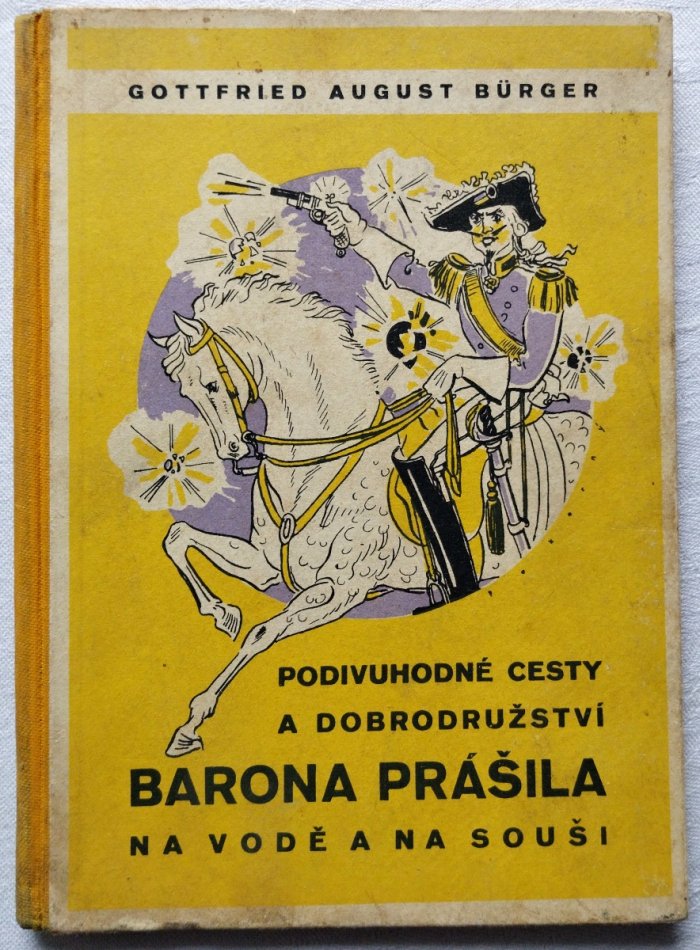 GOTTFRIED AUGUST BÜRGER
PODIVUHODNÉ CESTY
A DOBRODRUŽSTVÍ
BARONA PRÁŠILA
NA VODĚ A NA SOUŠI